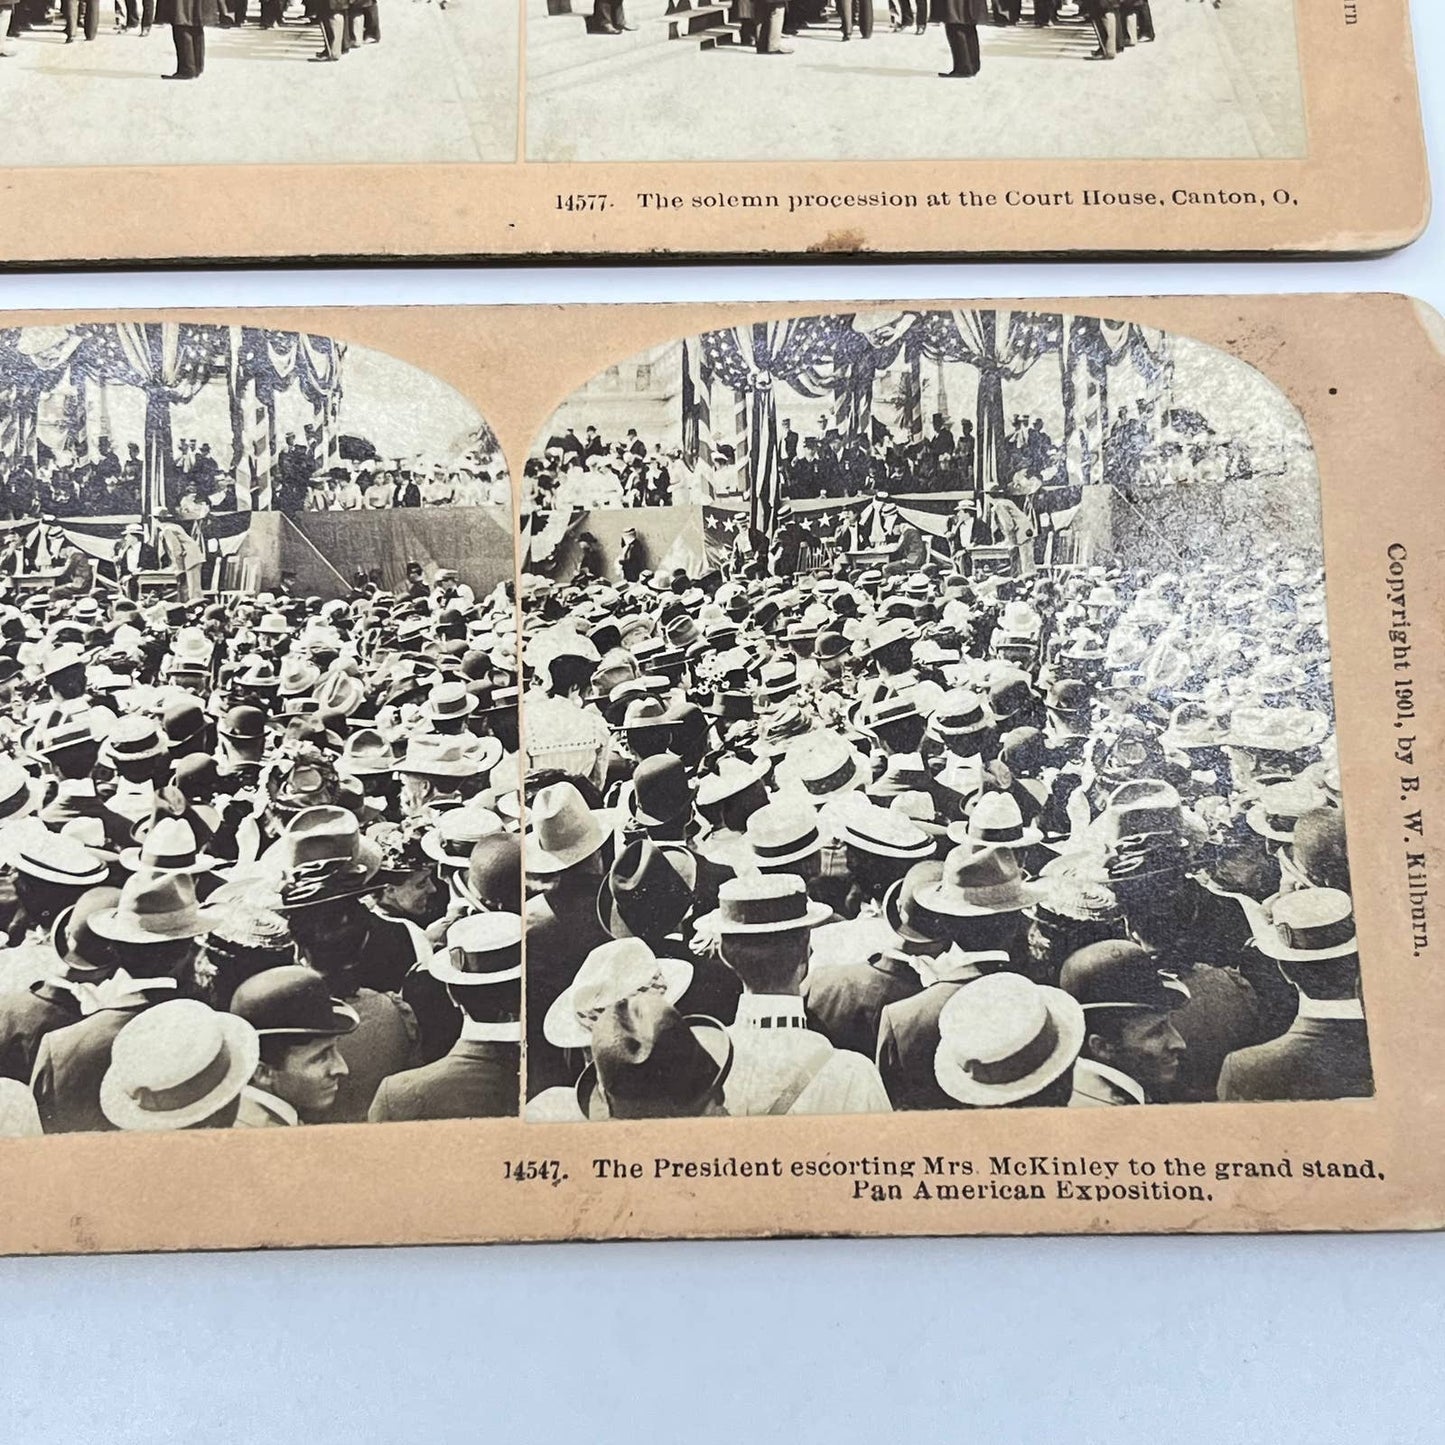 14577. The solemn procession at the Court House, Canton, O,
14547. The President escorting Mrs. McKinley to the grand stand,
Pan American Exposition.
Copyright 1901, by B. W. Kilburn.